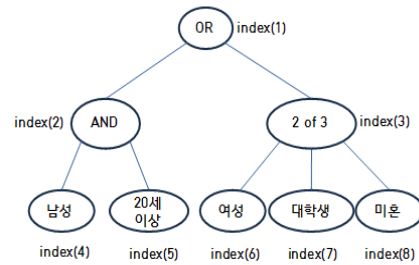 OR
index(1)
index(2)
AND
2 of 3
index(3)
남성
20세
이상
여성
대학생
미혼
index(4)
index(5)
index(6)
index(7)
index(8)